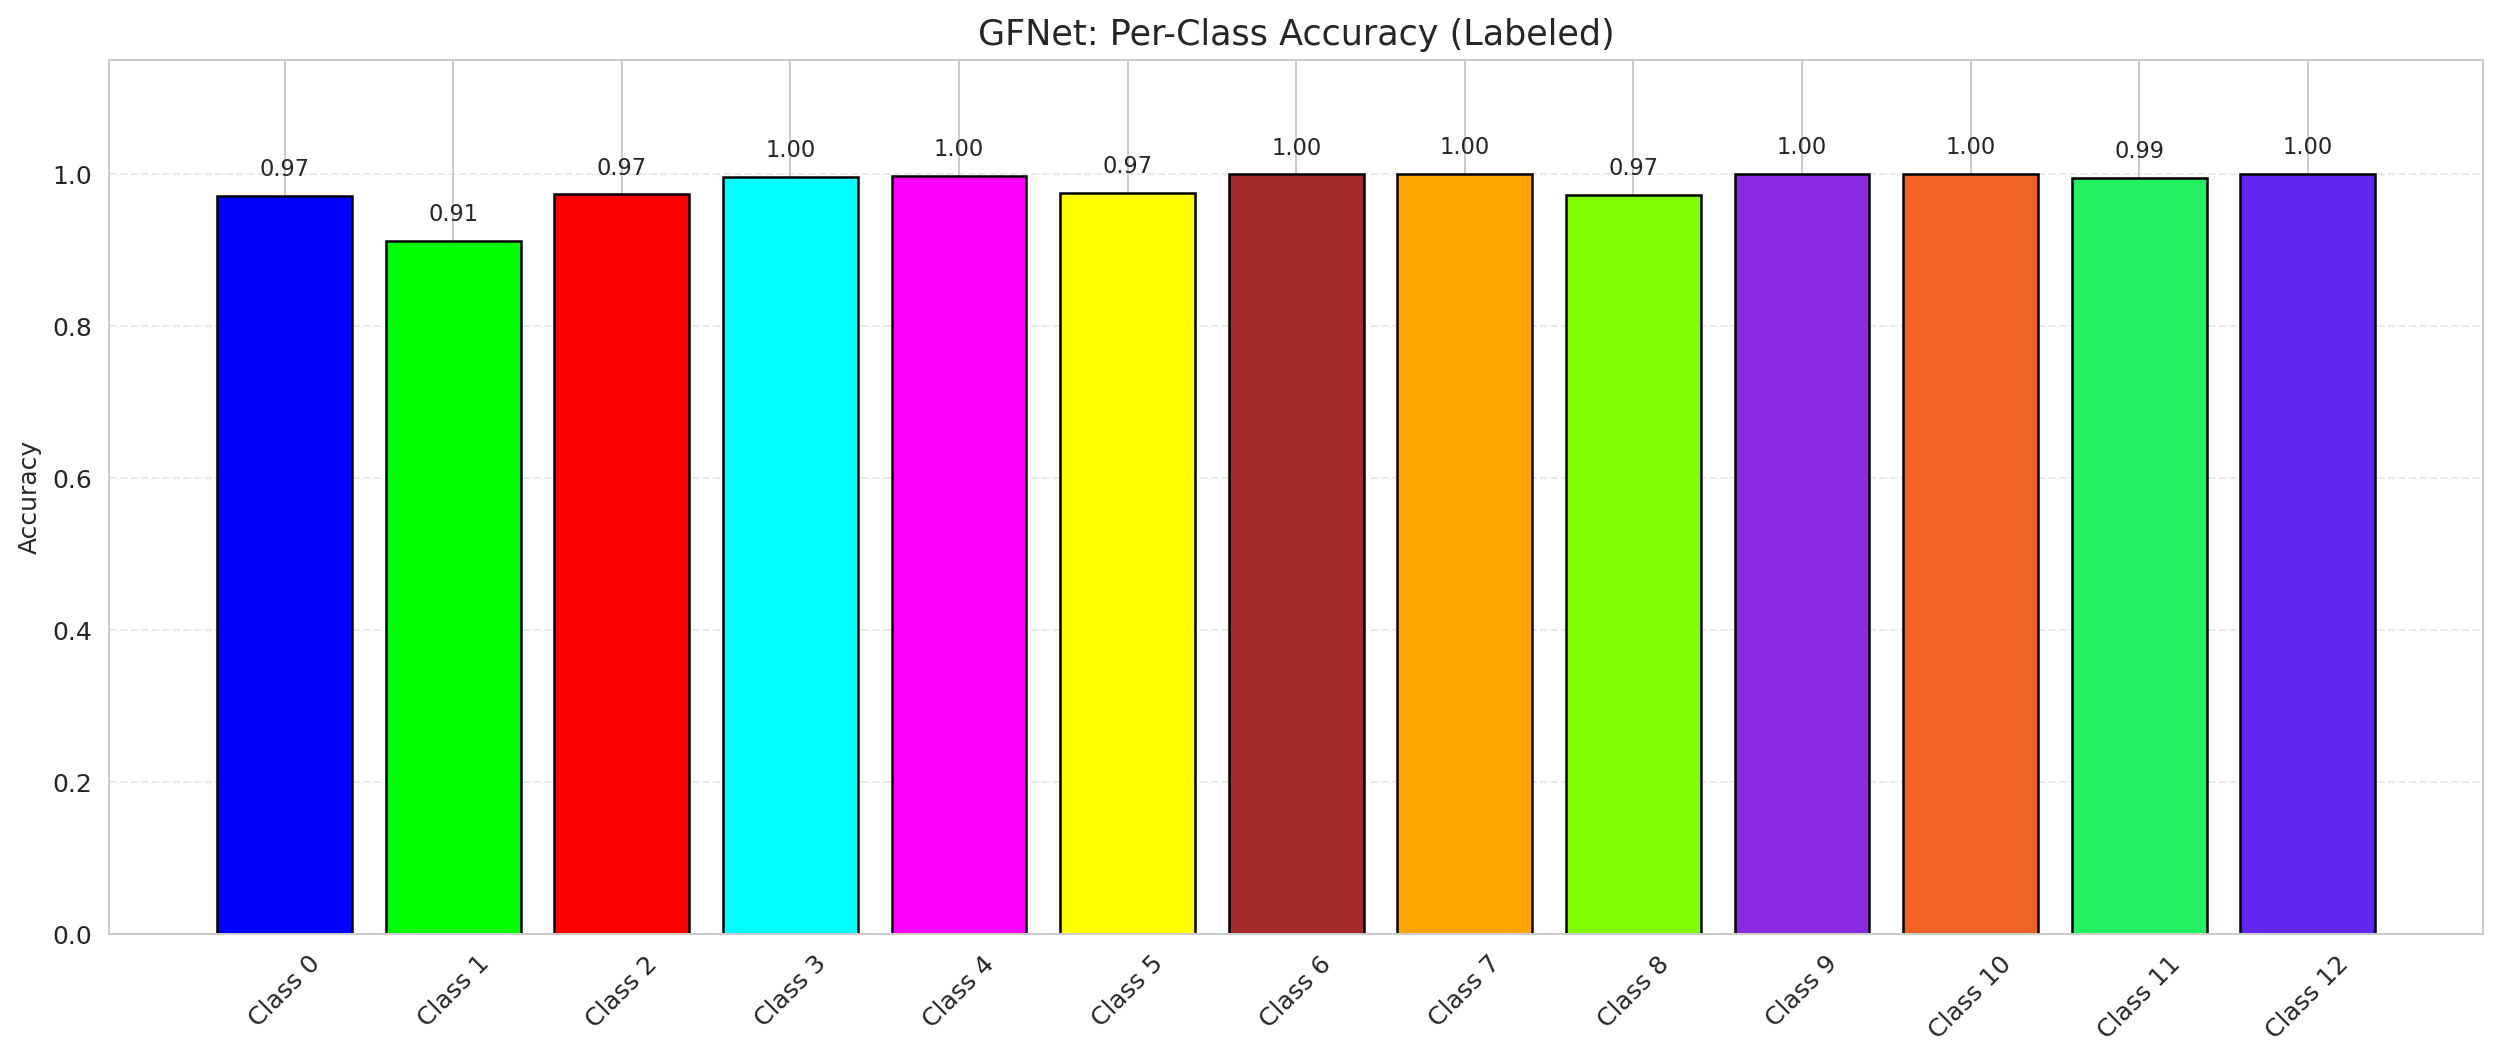 GFNet: Per-Class Accuracy (Labeled)
Accuracy
1.0
0.8
0.6
0.4
0.2
0.0
0.97
0.91
0.97
1.00
1.00
0.97
1.00
1.00
0.97
1.00
1.00
0.99
1.00
Class 0
Class 1
Class 2
Class 3
Class 4
Class 5
Class 6
Class 7
Class 8
Class 9
Class 10
Class 11
Class 12